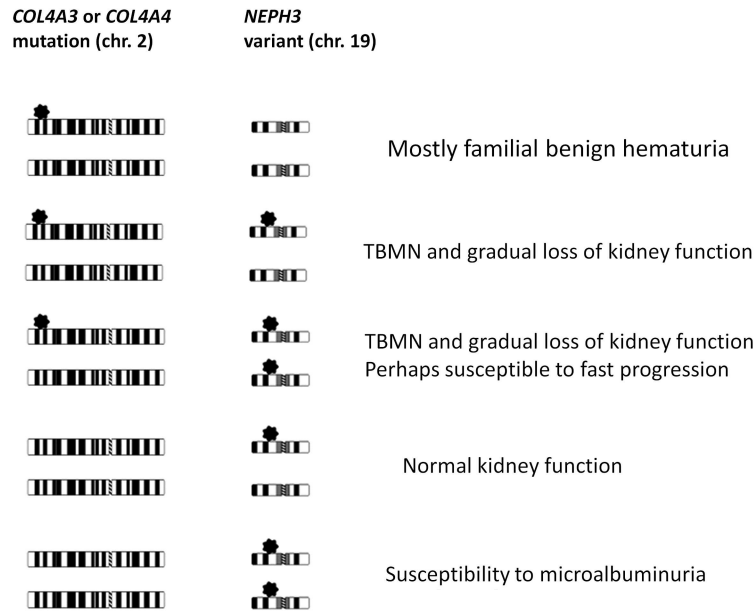 COL4A3 or COL4A4
mutation (chr. 2)
NEPH3
variant (chr. 19)
Mostly familial benign hematuria
TBMN and gradual loss of kidney function
TBMN and gradual loss of kidney function
Perhaps susceptible to fast progression
Normal kidney function
Susceptibility to microalbuminuria